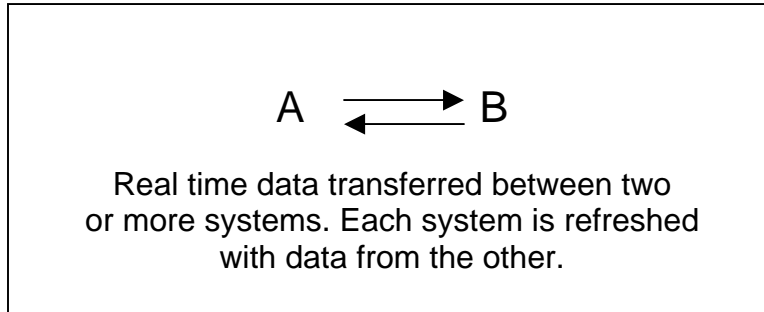 A B
Real time data transferred between two
or more systems. Each system is refreshed
with data from the other.